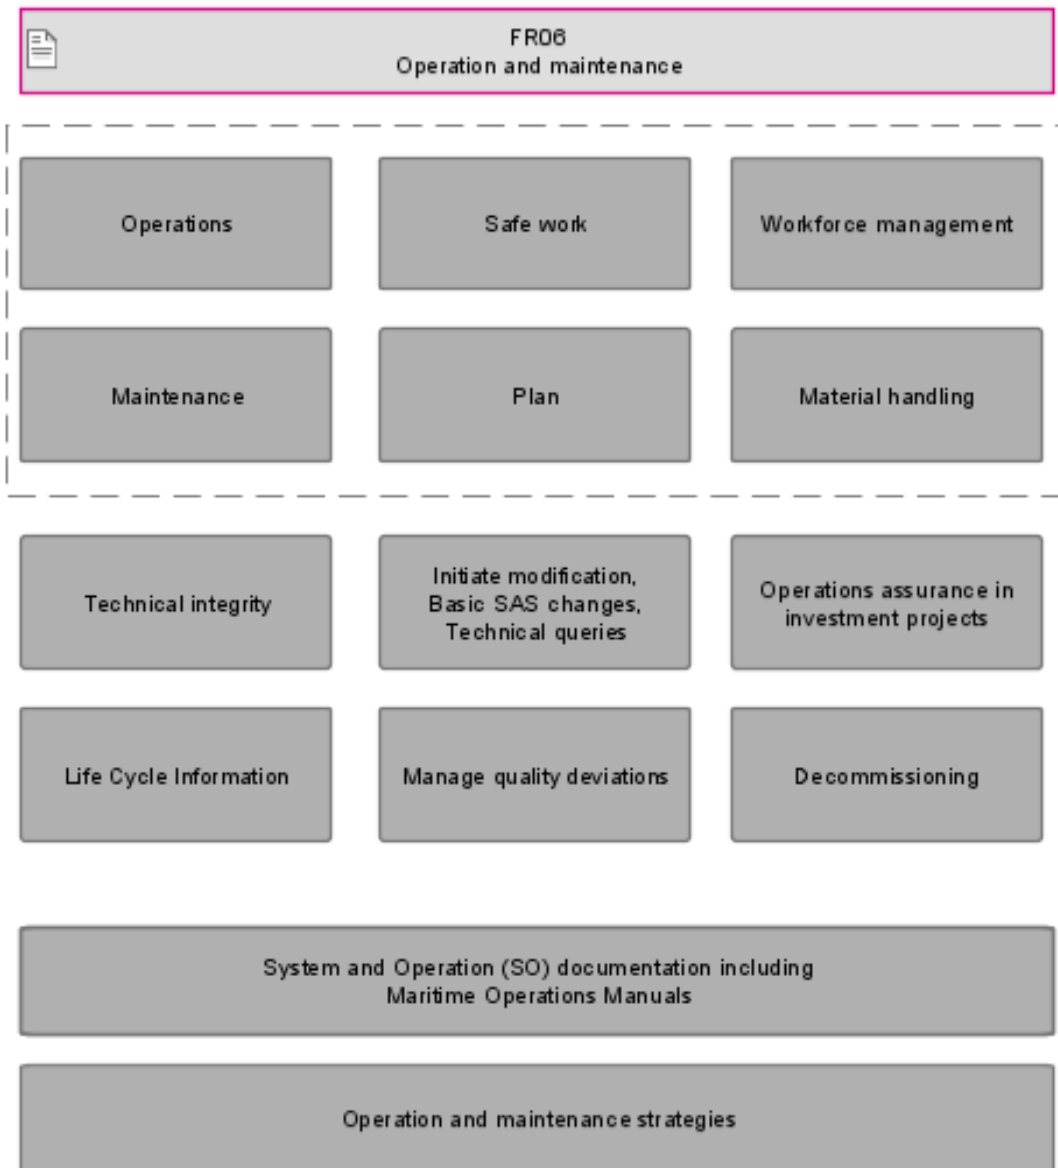 FR06
Operation and maintenance
Operations
Safe work
Workforce management
Maintenance
Plan
Material handling
Technical integrity
Initiate modification,
Basic SAS changes,
Technical queries
Operations assurance in
investment projects
Life Cycle Information
Manage quality deviations
Decommissioning
System and Operation (SO) documentation including
Maritime Operations Manuals
Operation and maintenance strategies